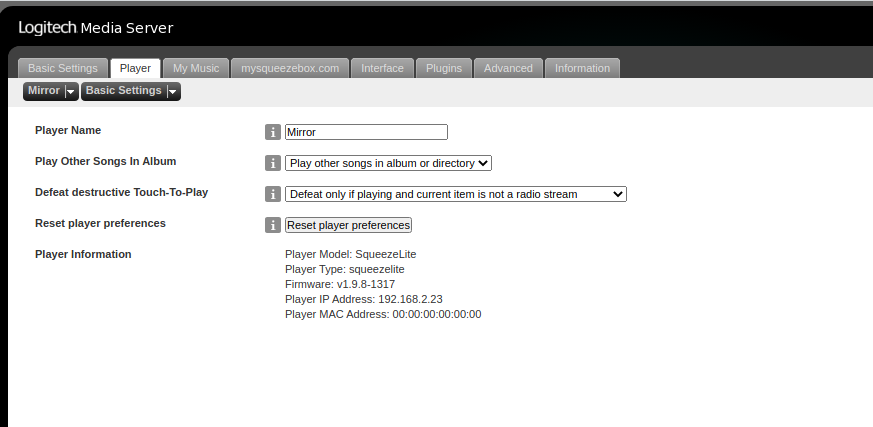 Logitech Media Server
Basic Settings Player My Music mysqueezebox.com Interface Plugins Advanced Information
Mirror Basic Settings
Player Name i Mirror
Play Other Songs In Album i Play other songs in album or directory
Defeat destructive Touch-To-Play i Defeat only if playing and current item is not a radio stream
Reset player preferences i Reset player preferences
Player Information Player Model: SqueezeLite
Player Type: squeezelite
Firmware: v1.9.8-1317
Player IP Address: 192.168.2.23
Player MAC Address: 00:00:00:00:00:00